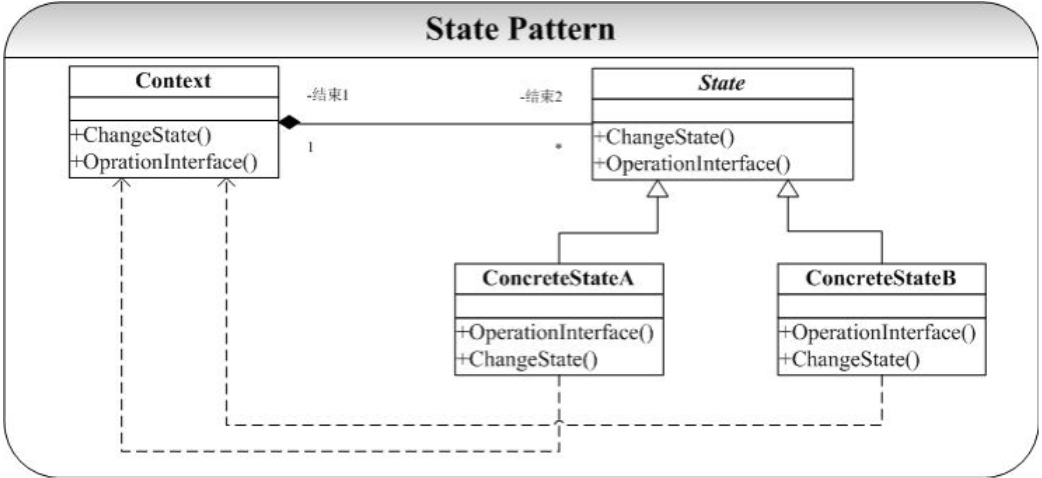 State Pattern
Context
+ChangeState()
+OprationInterface()
-结束1
1
-结束2
*
State
+ChangeState()
+OperationInterface()
ConcreteStateA
+OperationInterface()
+ChangeState()
ConcreteStateB
+OperationInterface()
+ChangeState()